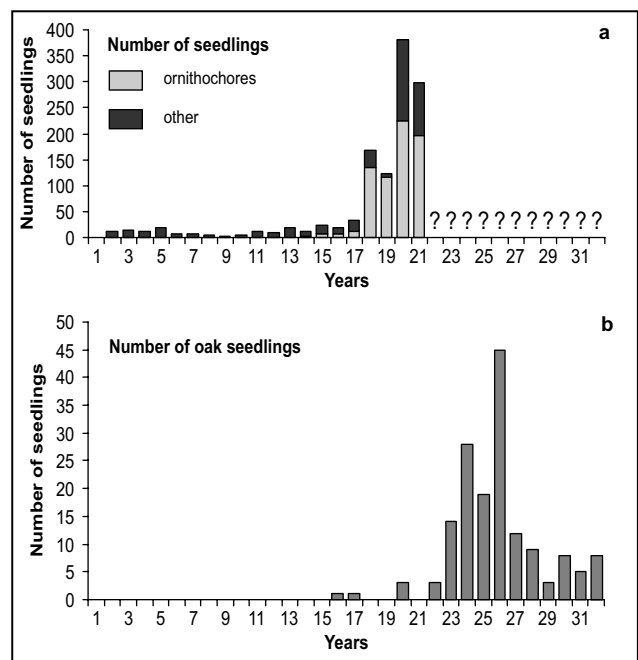 a
Number of seedlings
ornithochores
other
Number of seedlings
400
350
300
250
200
150
100
50
0
? ? ? ? ? ? ? ? ? ? ?
1 3 5 7 9 11 13 15 17 19 21 23 25 27 29 31
Years
b
Number of oak seedlings
Number of seedlings
50
45
40
35
30
25
20
15
10
5
0
1 3 5 7 9 11 13 15 17 19 21 23 25 27 29 31
Years